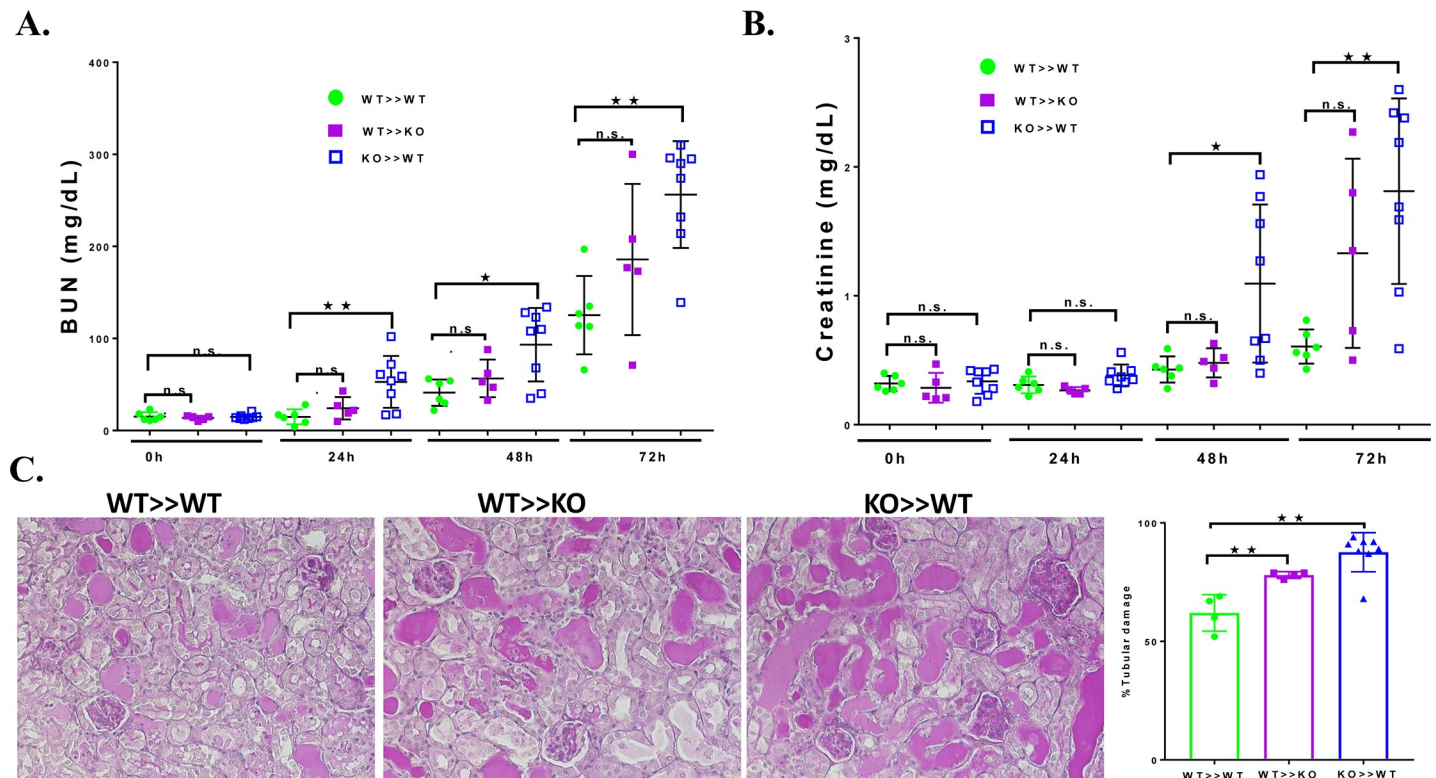 A.
BUN (mg/dL)
400
300
200
100
0
WT>>WT
WT>>KO
KO>>WT
n.s.
n.s
★ ★
n.s
★
n.s
★ ★
n.s.
0h
24h
48h
72h
B.
Creatinine (mg/dL)
3
2
1
0
WT>>WT
WT>>KO
KO>>WT
n.s.
n.s.
n.s.
n.s.
★
n.s.
★ ★
n.s.
0h
24h
48h
72h
C.
WT>>WT
WT>>KO
KO>>WT
%Tubular damage
100
50
0
★ ★
★ ★
WT>>WT
WT>>KO
KO>>WT